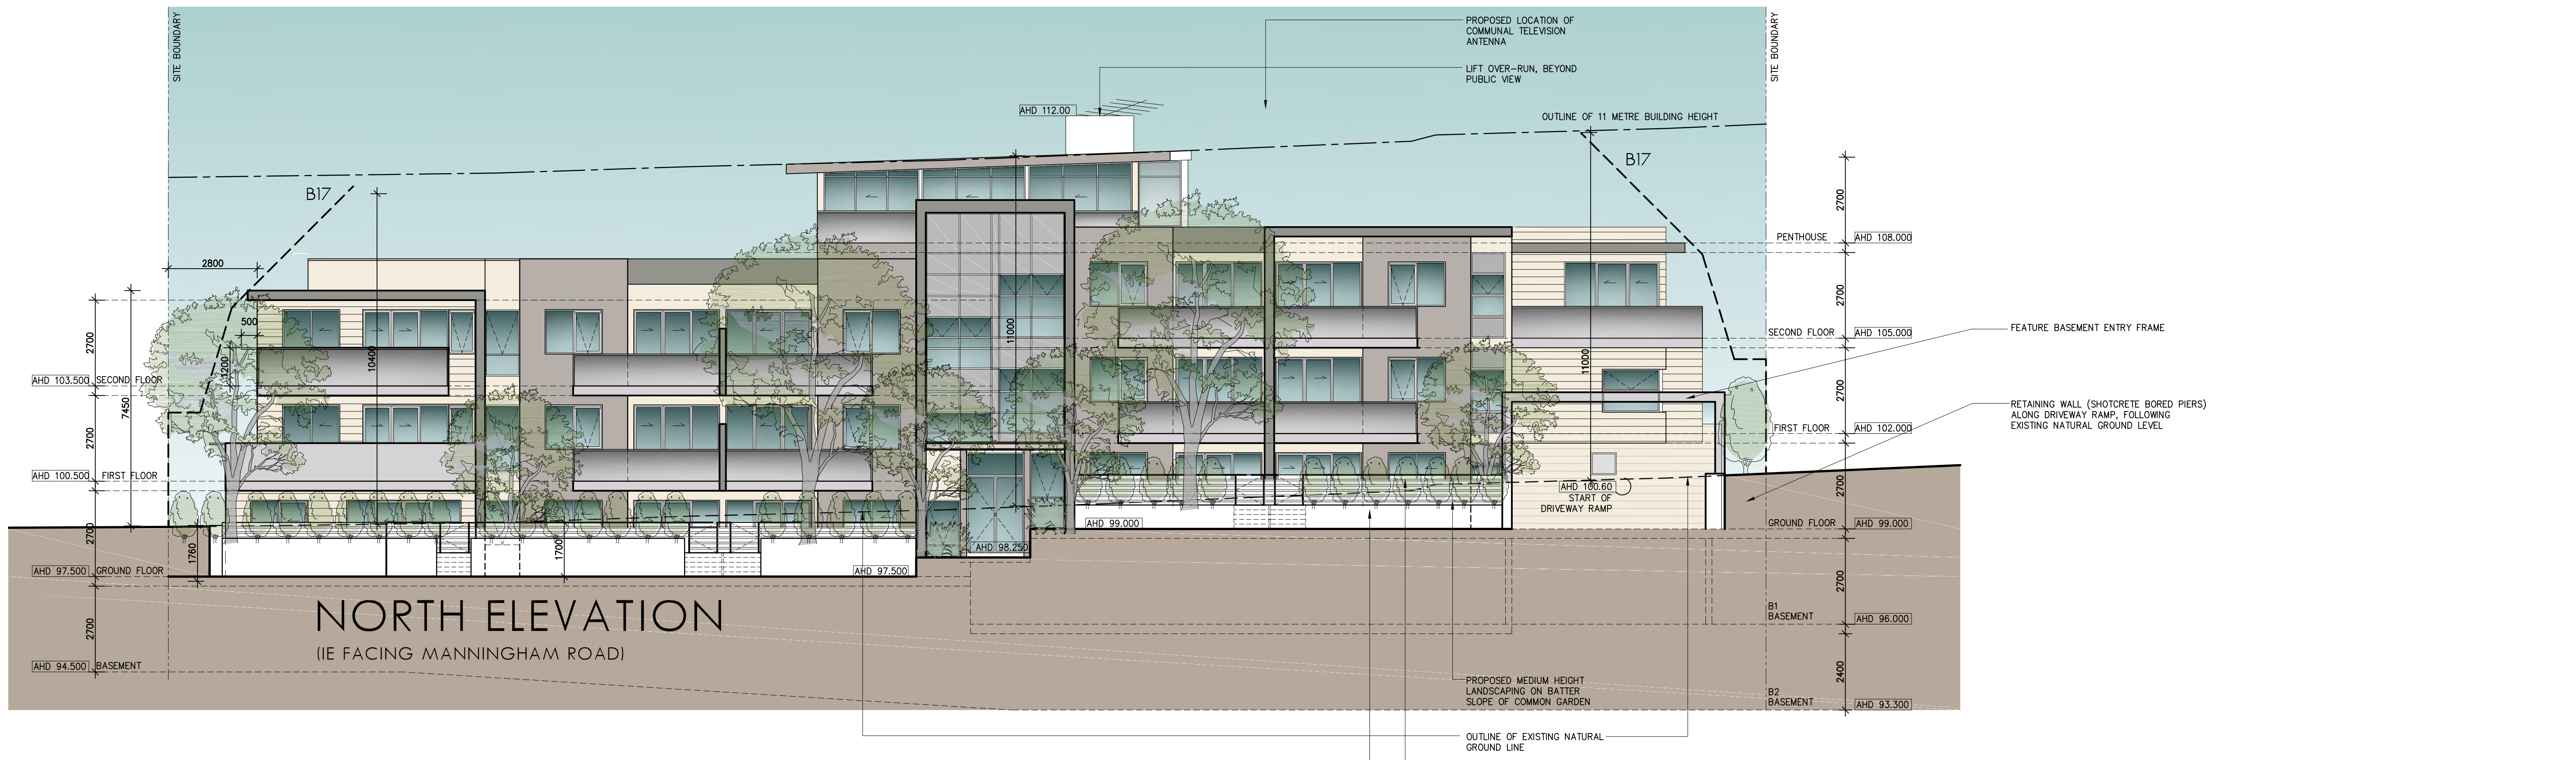 SITE BOUNDARY
SITE BOUNDARY
PROPOSED LOCATION OF
COMMUNAL TELEVISION
ANTENNA
LIFT OVER-RUN, BEYOND
PUBLIC VIEW
AHD 112.00
OUTLINE OF 11 METRE BUILDING HEIGHT
B17
B17
2800
500
1200
10400
11000
11000
7450
2700
2700
2700
2700
1760
1700
AHD 103.500 SECOND FLOOR
AHD 100.500 FIRST FLOOR
AHD 97.500 GROUND FLOOR
AHD 94.500 BASEMENT
AHD 97.500
AHD 98.250
AHD 99.000
AHD 100.60
START OF
DRIVEWAY RAMP
2700
PENTHOUSE AHD 108.000
2700
SECOND FLOOR AHD 105.000
2700
FIRST FLOOR AHD 102.000
2700
GROUND FLOOR AHD 99.000
2700
B1
BASEMENT AHD 96.000
2400
B2
BASEMENT AHD 93.300
FEATURE BASEMENT ENTRY FRAME
RETAINING WALL (SHOTCRETE BORED PIERS)
ALONG DRIVEWAY RAMP, FOLLOWING
EXISTING NATURAL GROUND LEVEL
NORTH ELEVATION
(IE FACING MANNINGHAM ROAD)
PROPOSED MEDIUM HEIGHT
LANDSCAPING ON BATTER
SLOPE OF COMMON GARDEN
OUTLINE OF EXISTING NATURAL
GROUND LINE